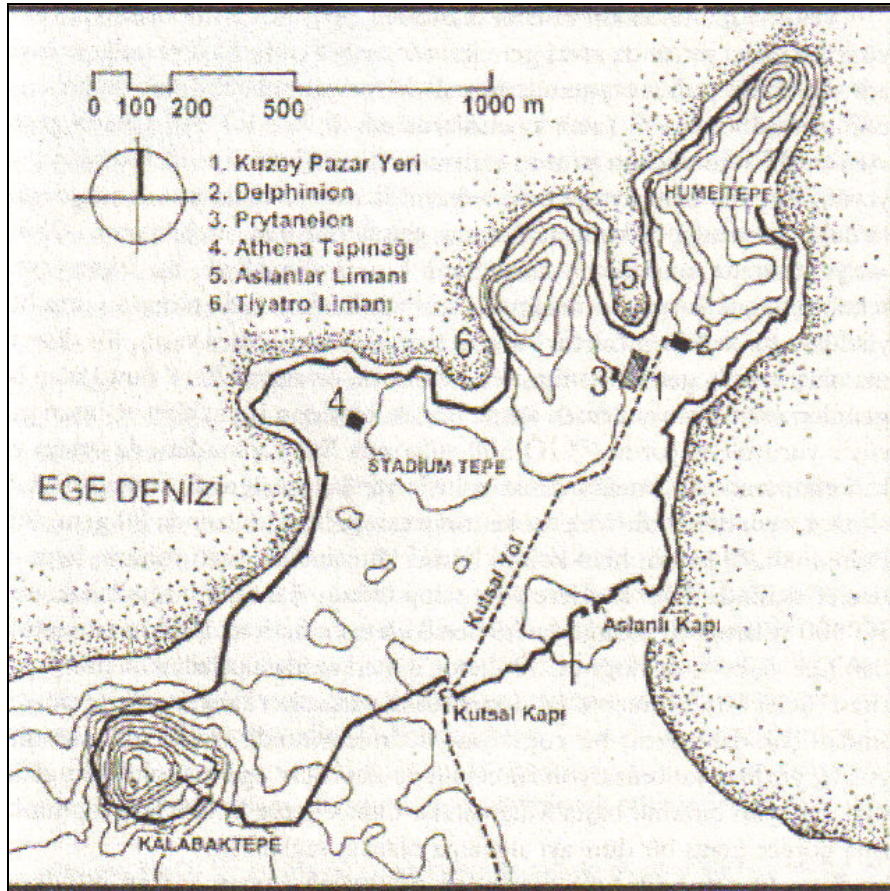 0 100 200 500 1000 m
1. Kuzey Pazar Yeri
2. Delphinion
3. Prytaneion
4. Athena Tapınağı
5. Aslanlar Limanı
6. Tiyatro Limanı
HUMEITEPE
5
6
2
3
1
4
STADIUM TEPE
EGE DENİZİ
Kutsal Yol
Aslanlı Kapı
Kutsal Kapı
KALABAKTEPE